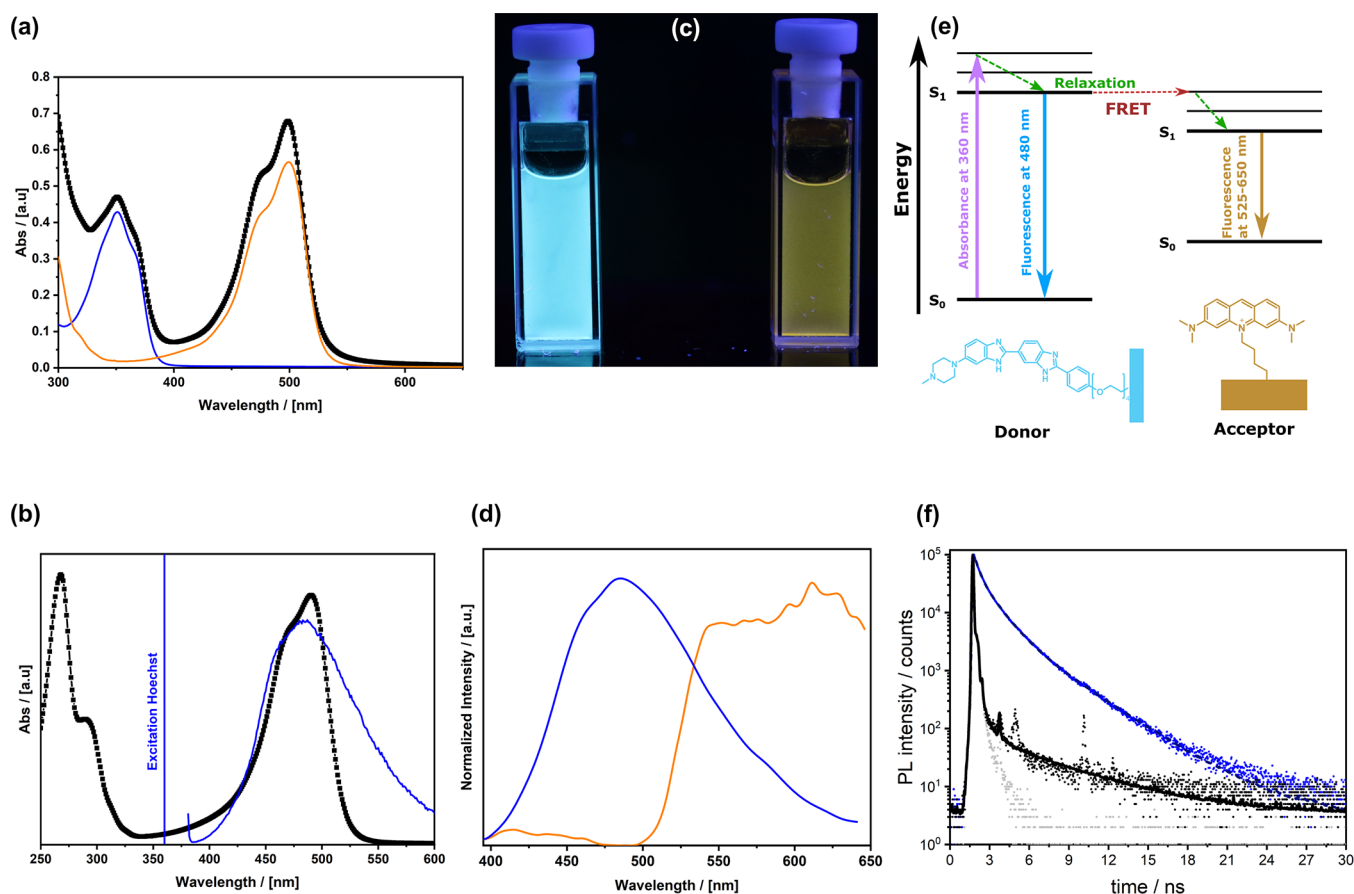 (a)
0.8
0.7
0.6
0.5
0.4
0.3
0.2
0.1
0.0
Abs / [a.u
300
400
500
600
Wavelength / [nm]
(c)
(e)
Energy
S1
S0
Absorbance at 360 nm
Relaxation
Fluorescence at 480 nm
FRET
S1
S0
Fluorescence
at 525-650 nm
N
N
N
N
H
N
N
H
O
4
Donor
N
N+
N
Acceptor
(b)
Abs / [a.u
Excitation Hoechst
250
300
350
400
450
500
550
600
Wavelength / [nm]
(d)
Normalized Intensity / [a.u.]
400
450
500
550
600
650
Wavelength / [nm]
(f)
PL intensity / counts
10^5
10^4
10^3
10^2
10^1
10^0
0
3
6
9
12
15
18
21
24
27
30
time / ns